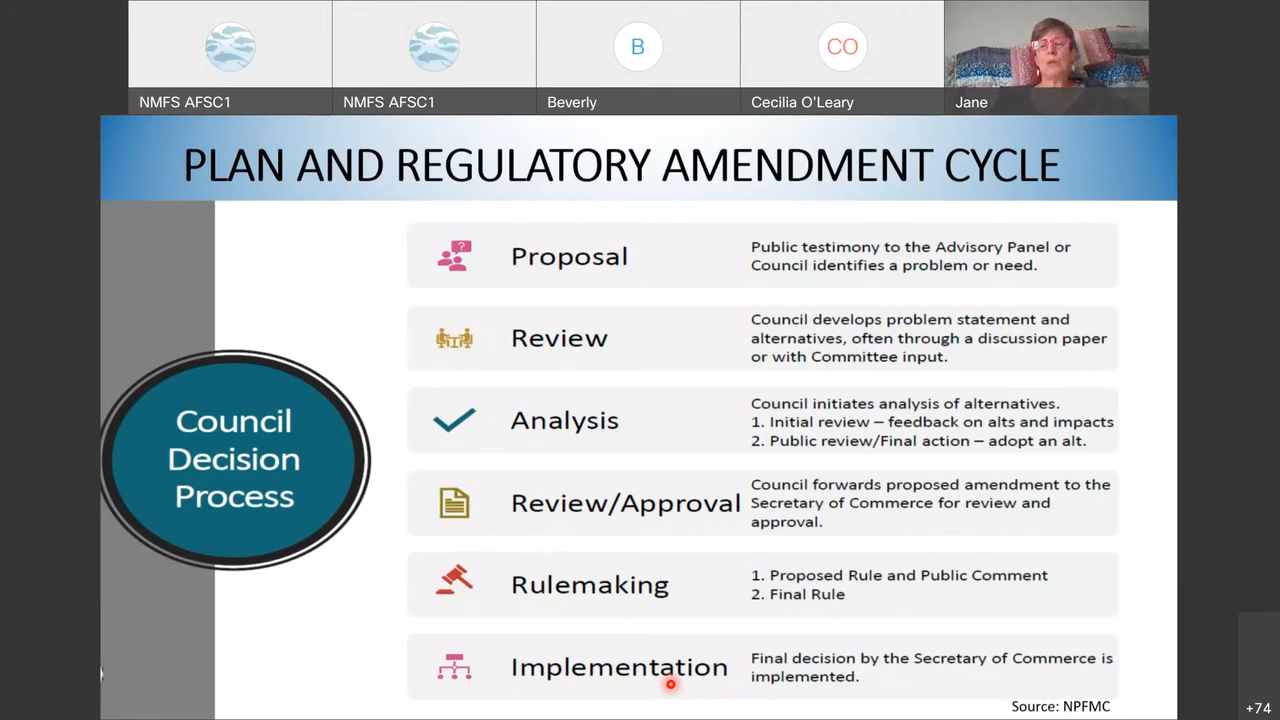 B
CO
NMFS AFSC1
NMFS AFSC1
Beverly
Cecilia O'Leary
Jane
PLAN AND REGULATORY AMENDMENT CYCLE
Council
Decision
Process
?
Proposal
Public testimony to the Advisory Panel or
Council identifies a problem or need.
Review
Council develops problem statement and
alternatives, often through a discussion paper
or with Committee input.
Analysis
Council initiates analysis of alternatives.
1. Initial review – feedback on alts and impacts
2. Public review/Final action – adopt an alt.
Review/Approval
Council forwards proposed amendment to the
Secretary of Commerce for review and
approval.
Rulemaking
1. Proposed Rule and Public Comment
2. Final Rule
Implementation
Final decision by the Secretary of Commerce is
implemented.
Source: NPFMC
+74